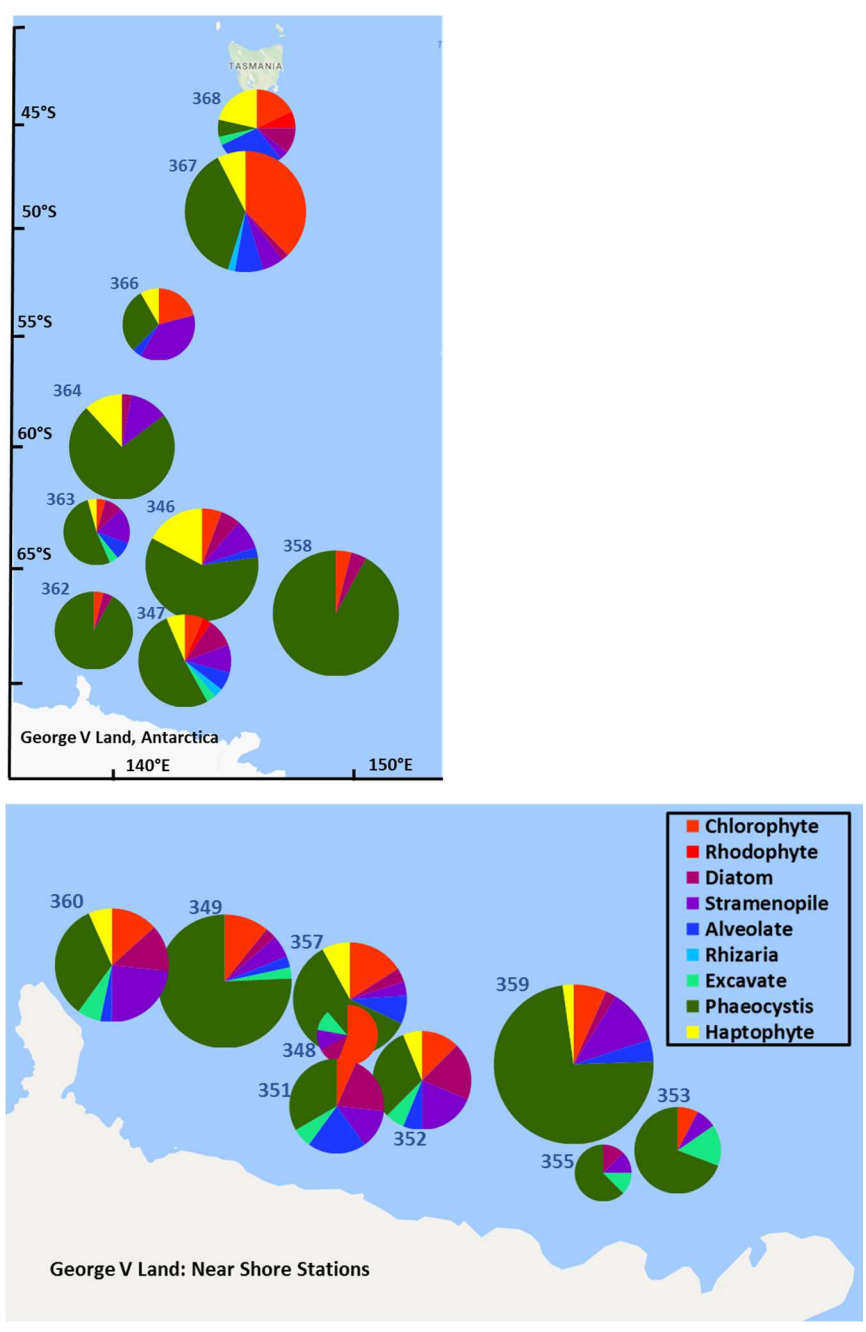 TASMANIA
T
368
45°S
367
50°S
366
55°S
364
60°S
363
346
65°S
358
362
347
George V Land, Antarctica
140°E
150°E
Chlorophyte
Rhodophyte
Diatom
Stramenopile
Alveolate
Rhizaria
Excavate
Phaeocystis
Haptophyte
360
349
357
359
348
351
352
353
355
George V Land: Near Shore Stations